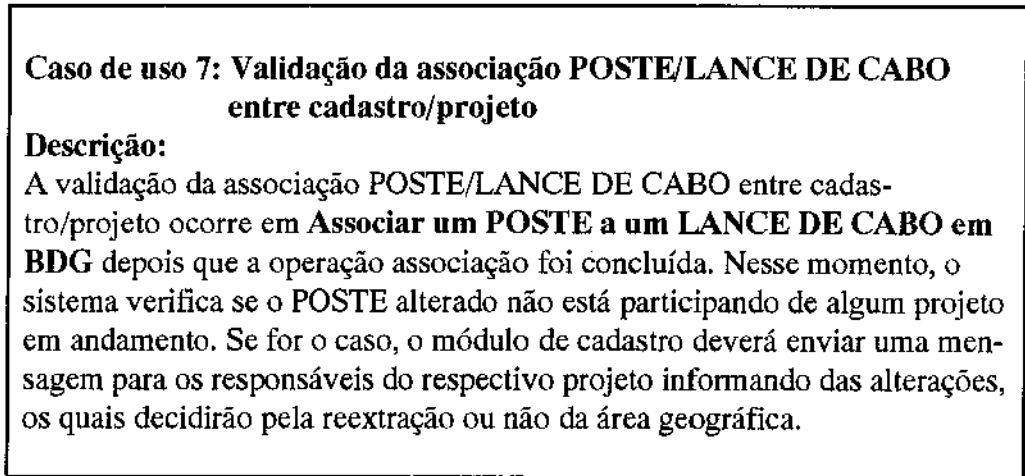 Caso de uso 7: Validação da associação POSTE/LANCE DE CABO
entre cadastro/projeto
Descrição:
A validação da associação POSTE/LANCE DE CABO entre cadas-
tro/projeto ocorre em Associar um POSTE a um LANCE DE CABO em
BDG depois que a operação associação foi concluída. Nesse momento, o
sistema verifica se o POSTE alterado não está participando de algum projeto
em andamento. Se for o caso, o módulo de cadastro deverá enviar uma men-
sagem para os responsáveis do respectivo projeto informando das alterações,
os quais decidirão pela reextração ou não da área geográfica.